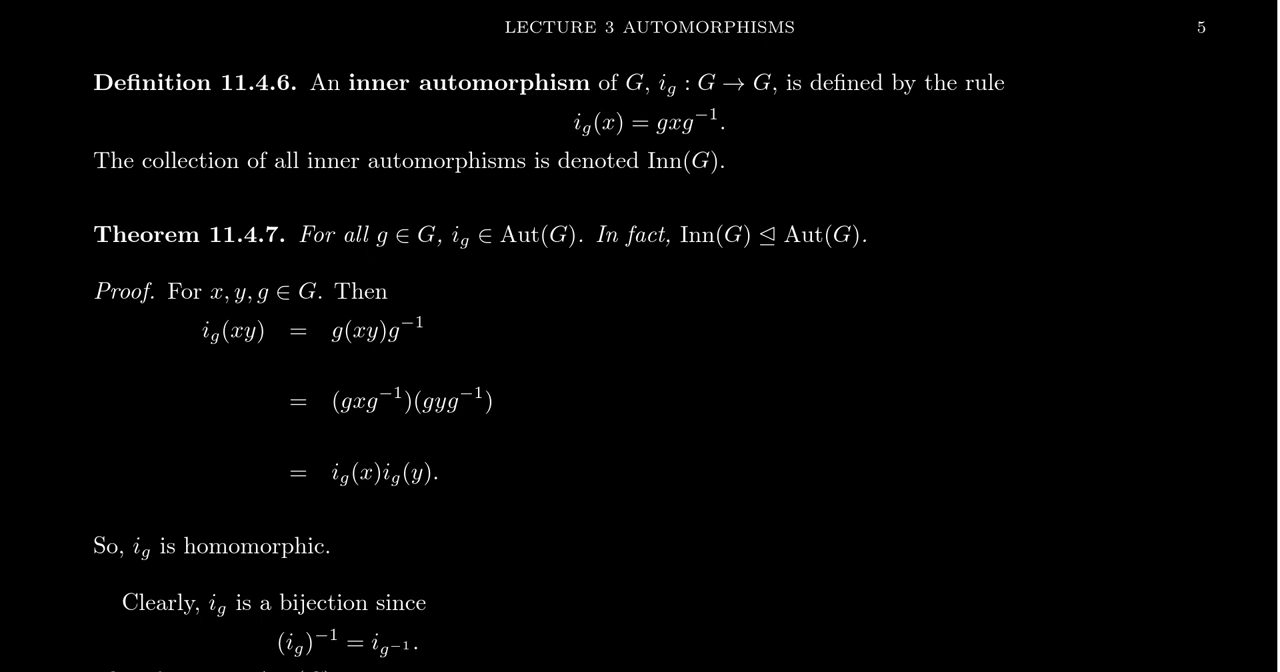 LECTURE 3 AUTOMORPHISMS 5
Definition 11.4.6. An inner automorphism of G, i_g : G → G, is defined by the rule
i_g(x) = gxg⁻¹.
The collection of all inner automorphisms is denoted Inn(G).
Theorem 11.4.7. For all g ∈ G, i_g ∈ Aut(G). In fact, Inn(G) ⊴ Aut(G).
Proof. For x, y, g ∈ G. Then
i_g(xy) = g(xy)g⁻¹
= (gxg⁻¹)(gyg⁻¹)
= i_g(x)i_g(y).
So, i_g is homomorphic.
Clearly, i_g is a bijection since
(i_g)⁻¹ = i_{g⁻¹}.